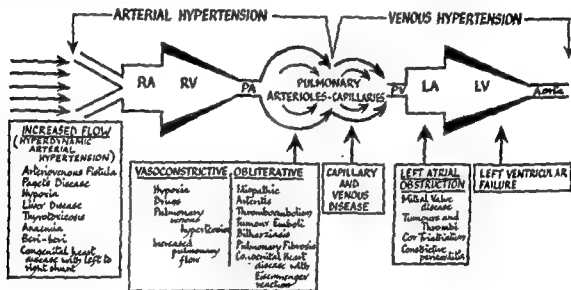 ARTERIAL HYPERTENSION
VENOUS HYPERTENSION
RA
RV
PA
PULMONARY
ARTERIOLES-CAPILLARIES
PV
LA
LV
Aorta
INCREASED FLOW
(HYPERDYNAMIC
ARTERIAL
HYPERTENSION)
Arteriovenous Fistula
Pagets Disease
Hypoxia
Liver Disease
Thyrotoxicosis
Anaemia
Beri-beri
Congenital heart
disease with left to
right shunt
VASOCONSTRICTIVE
Hypoxia
Drugs
Pulmonary
venous
hypertension
Increased
pulmonary
flow
OBLITERATIVE
Idiopathic
Arteritis
Thromboembolism
Tumour Emboli
Bilharziasis
Pulmonary Fibrosis
Congenital Heart
disease with
Eisenmenger
reaction
CAPILLARY
AND
VENOUS
DISEASE
LEFT ATRIAL
OBSTRUCTION
Mitral Valve
disease
Tumours and
Thrombi
Cor Triatriatum
Constrictive
pericarditis
LEFT VENTRICULAR
FAILURE